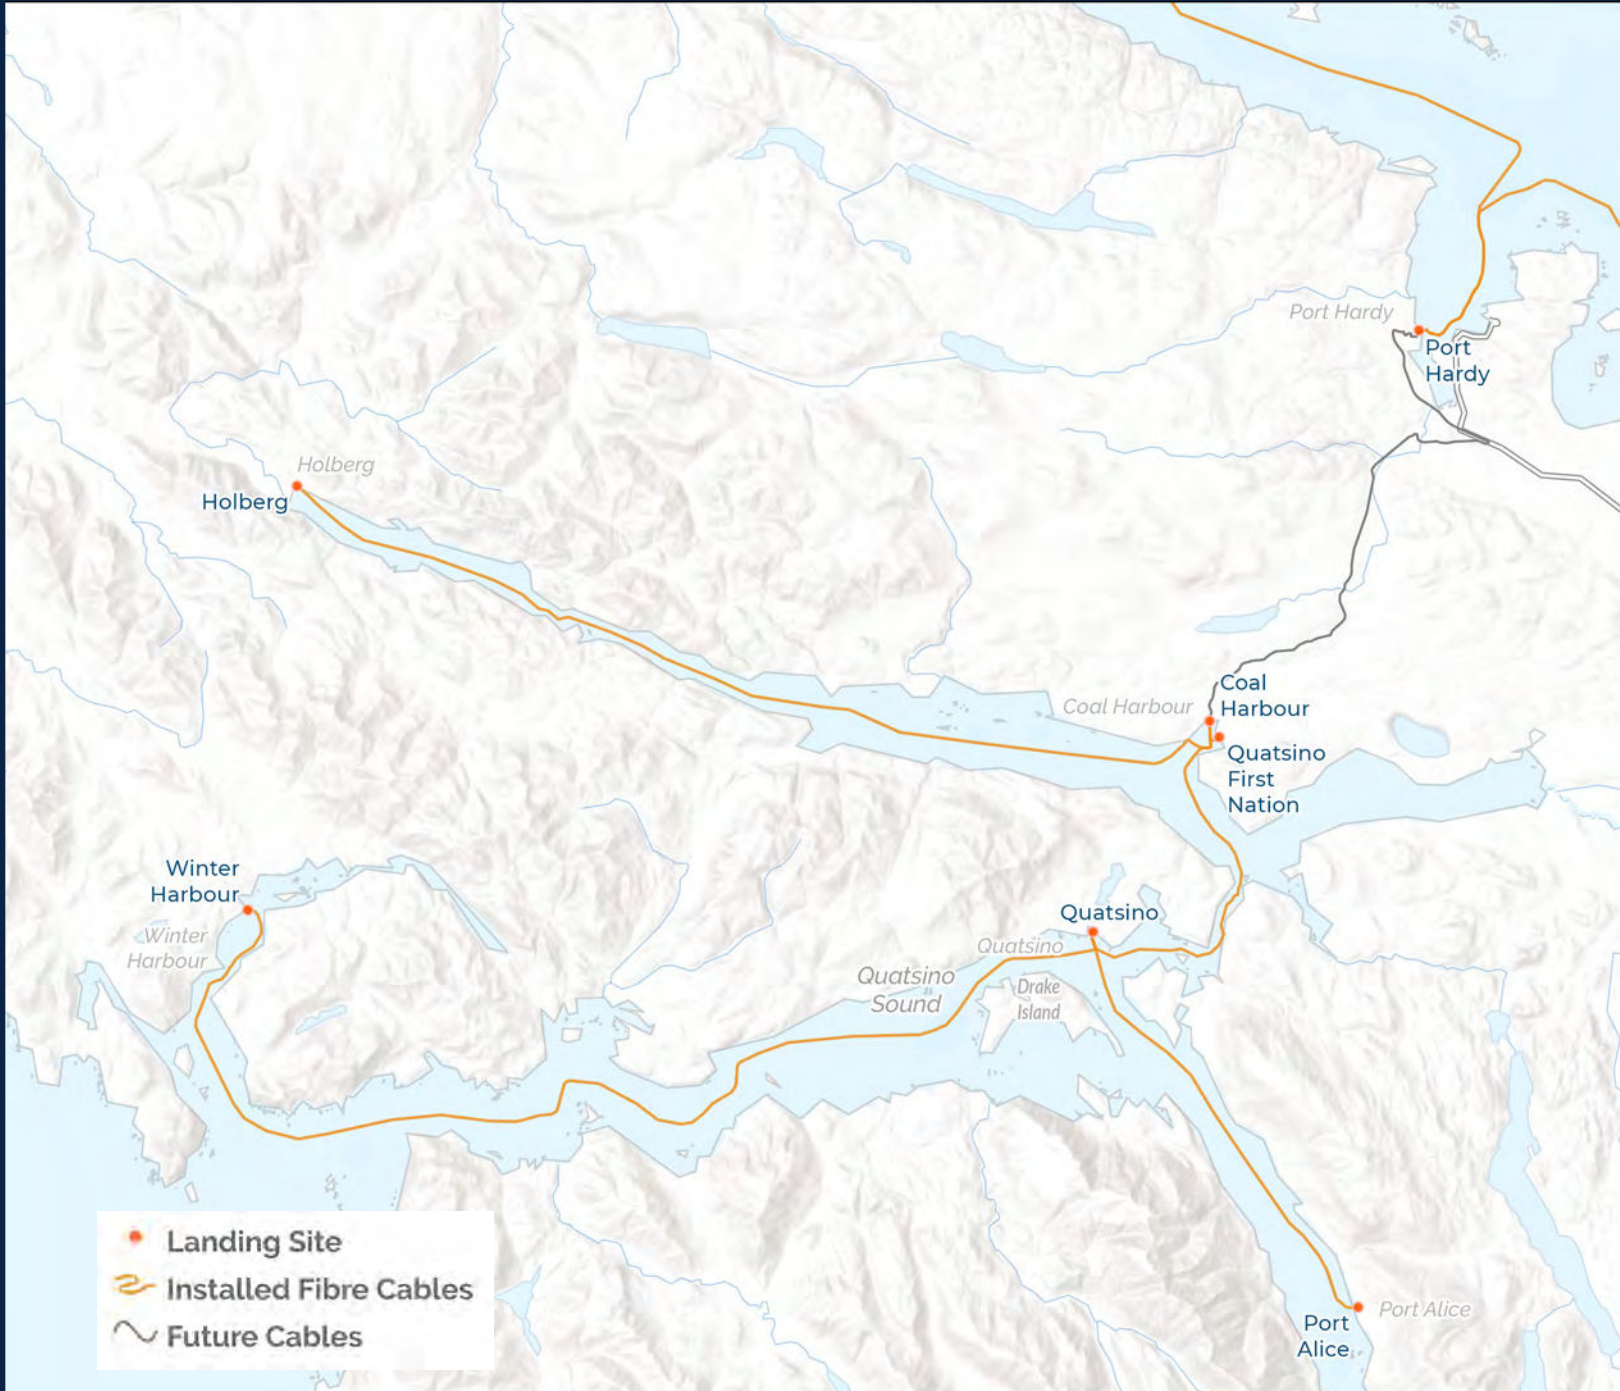 Port Hardy
Port
Hardy
Holberg
Holberg
Coal
Harbour
Coal Harbour
Quatsino
First
Nation
Winter
Harbour
Winter
Harbour
Quatsino
Quatsino
Quatsino
Sound
Drake
Island
Landing Site
Installed Fibre Cables
Future Cables
Port Alice
Port
Alice